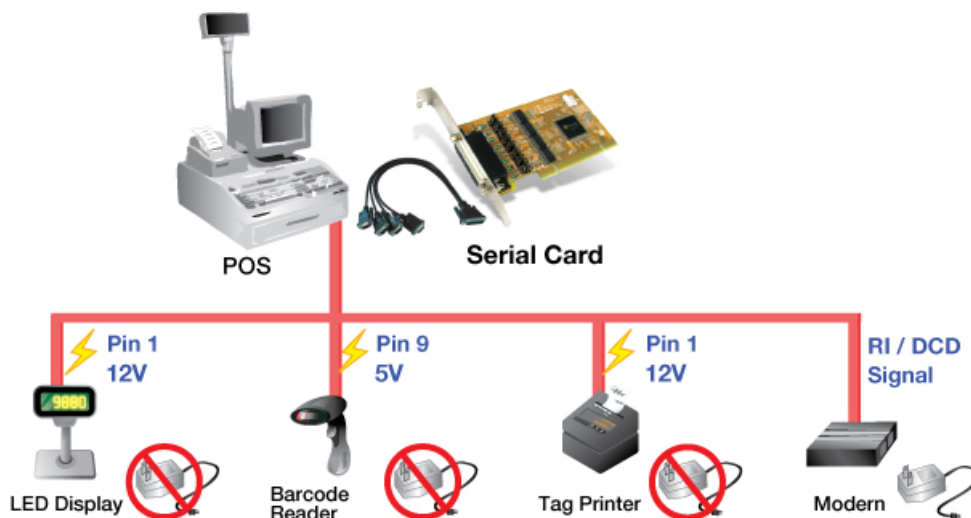 POS
Serial Card
Pin 1
12V
Pin 9
5V
Pin 1
12V
RI / DCD
Signal
9880
LED Display
Barcode
Reader
Tag Printer
Modern